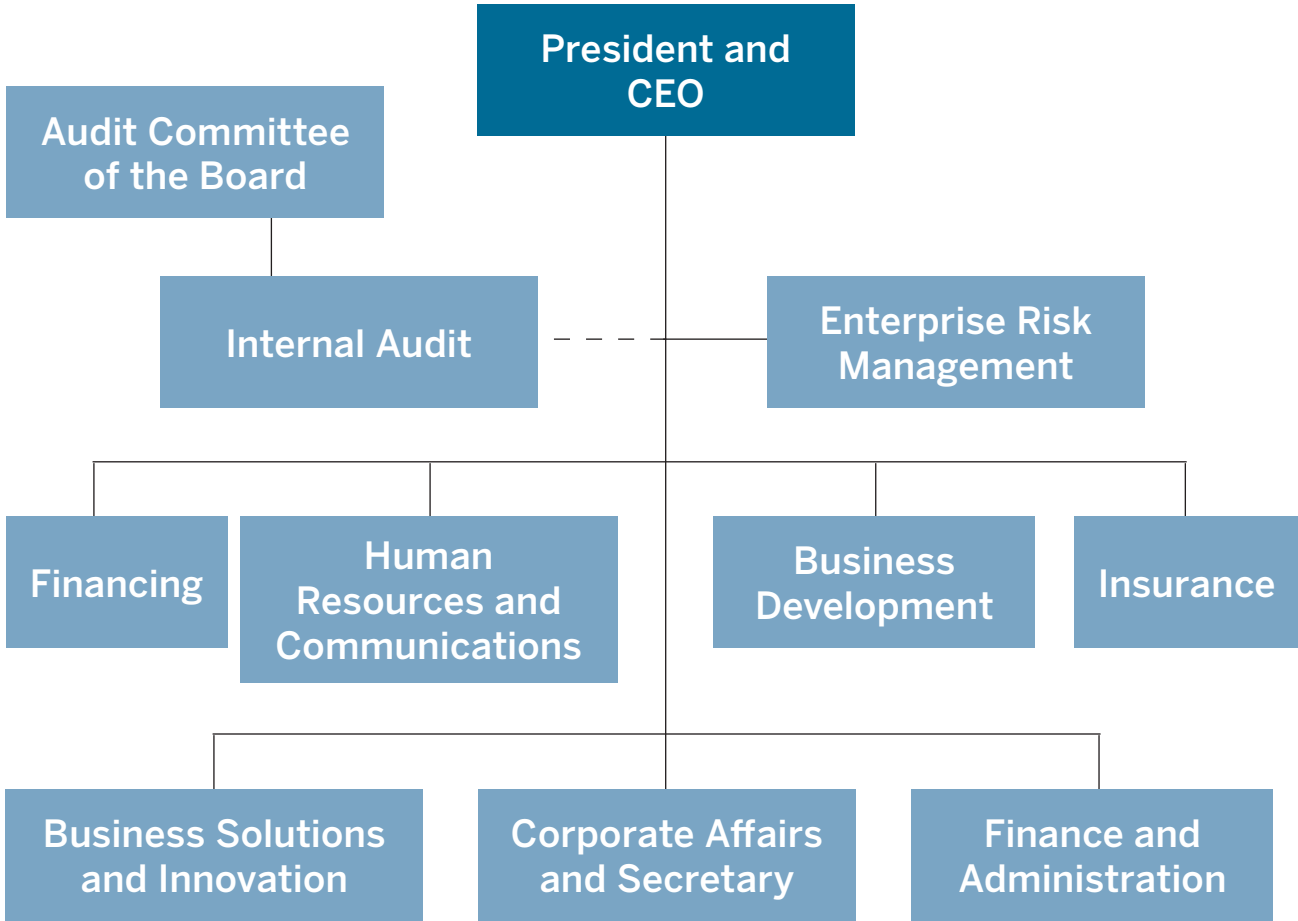 President and
CEO
Audit Committee
of the Board
Internal Audit
Enterprise Risk
Management
Financing
Human
Resources and
Communications
Business
Development
Insurance
Business Solutions
and Innovation
Corporate Affairs
and Secretary
Finance and
Administration